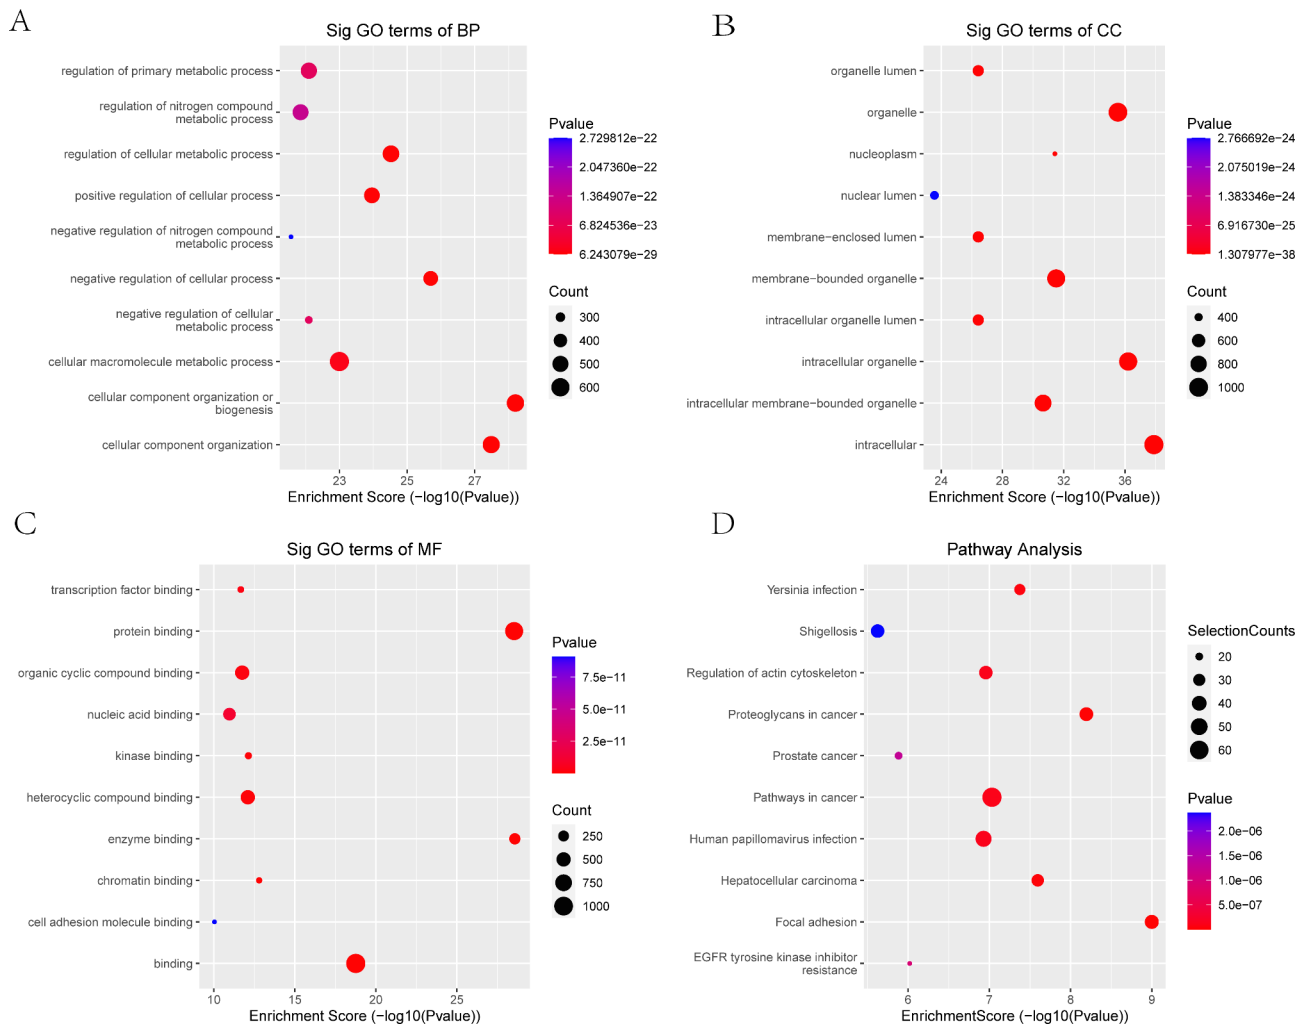 A
Sig GO terms of BP
regulation of primary metabolic process
regulation of nitrogen compound
metabolic process
regulation of cellular metabolic process
positive regulation of cellular process
negative regulation of nitrogen compound
metabolic process
negative regulation of cellular process
negative regulation of cellular
metabolic process
cellular macromolecule metabolic process
cellular component organization or
biogenesis
cellular component organization
23 25 27
Enrichment Score (−log10(Pvalue))
Pvalue
2.729812e−22
2.047360e−22
1.364907e−22
6.824536e−23
6.243079e−29
Count
300
400
500
600
B
Sig GO terms of CC
organelle lumen
organelle
nucleoplasm
nuclear lumen
membrane−enclosed lumen
membrane−bounded organelle
intracellular organelle lumen
intracellular organelle
intracellular membrane−bounded organelle
intracellular
24 28 32 36
Enrichment Score (−log10(Pvalue))
Pvalue
2.766692e−24
2.075019e−24
1.383346e−24
6.916730e−25
1.307977e−38
Count
400
600
800
1000
C
Sig GO terms of MF
transcription factor binding
protein binding
organic cyclic compound binding
nucleic acid binding
kinase binding
heterocyclic compound binding
enzyme binding
chromatin binding
cell adhesion molecule binding
binding
10 15 20 25
Enrichment Score (−log10(Pvalue))
Pvalue
7.5e−11
5.0e−11
2.5e−11
Count
250
500
750
1000
D
Pathway Analysis
Yersinia infection
Shigellosis
Regulation of actin cytoskeleton
Proteoglycans in cancer
Prostate cancer
Pathways in cancer
Human papillomavirus infection
Hepatocellular carcinoma
Focal adhesion
EGFR tyrosine kinase inhibitor
resistance
6 7 8 9
EnrichmentScore (−log10(Pvalue))
SelectionCounts
20
30
40
50
60
Pvalue
2.0e−06
1.5e−06
1.0e−06
5.0e−07